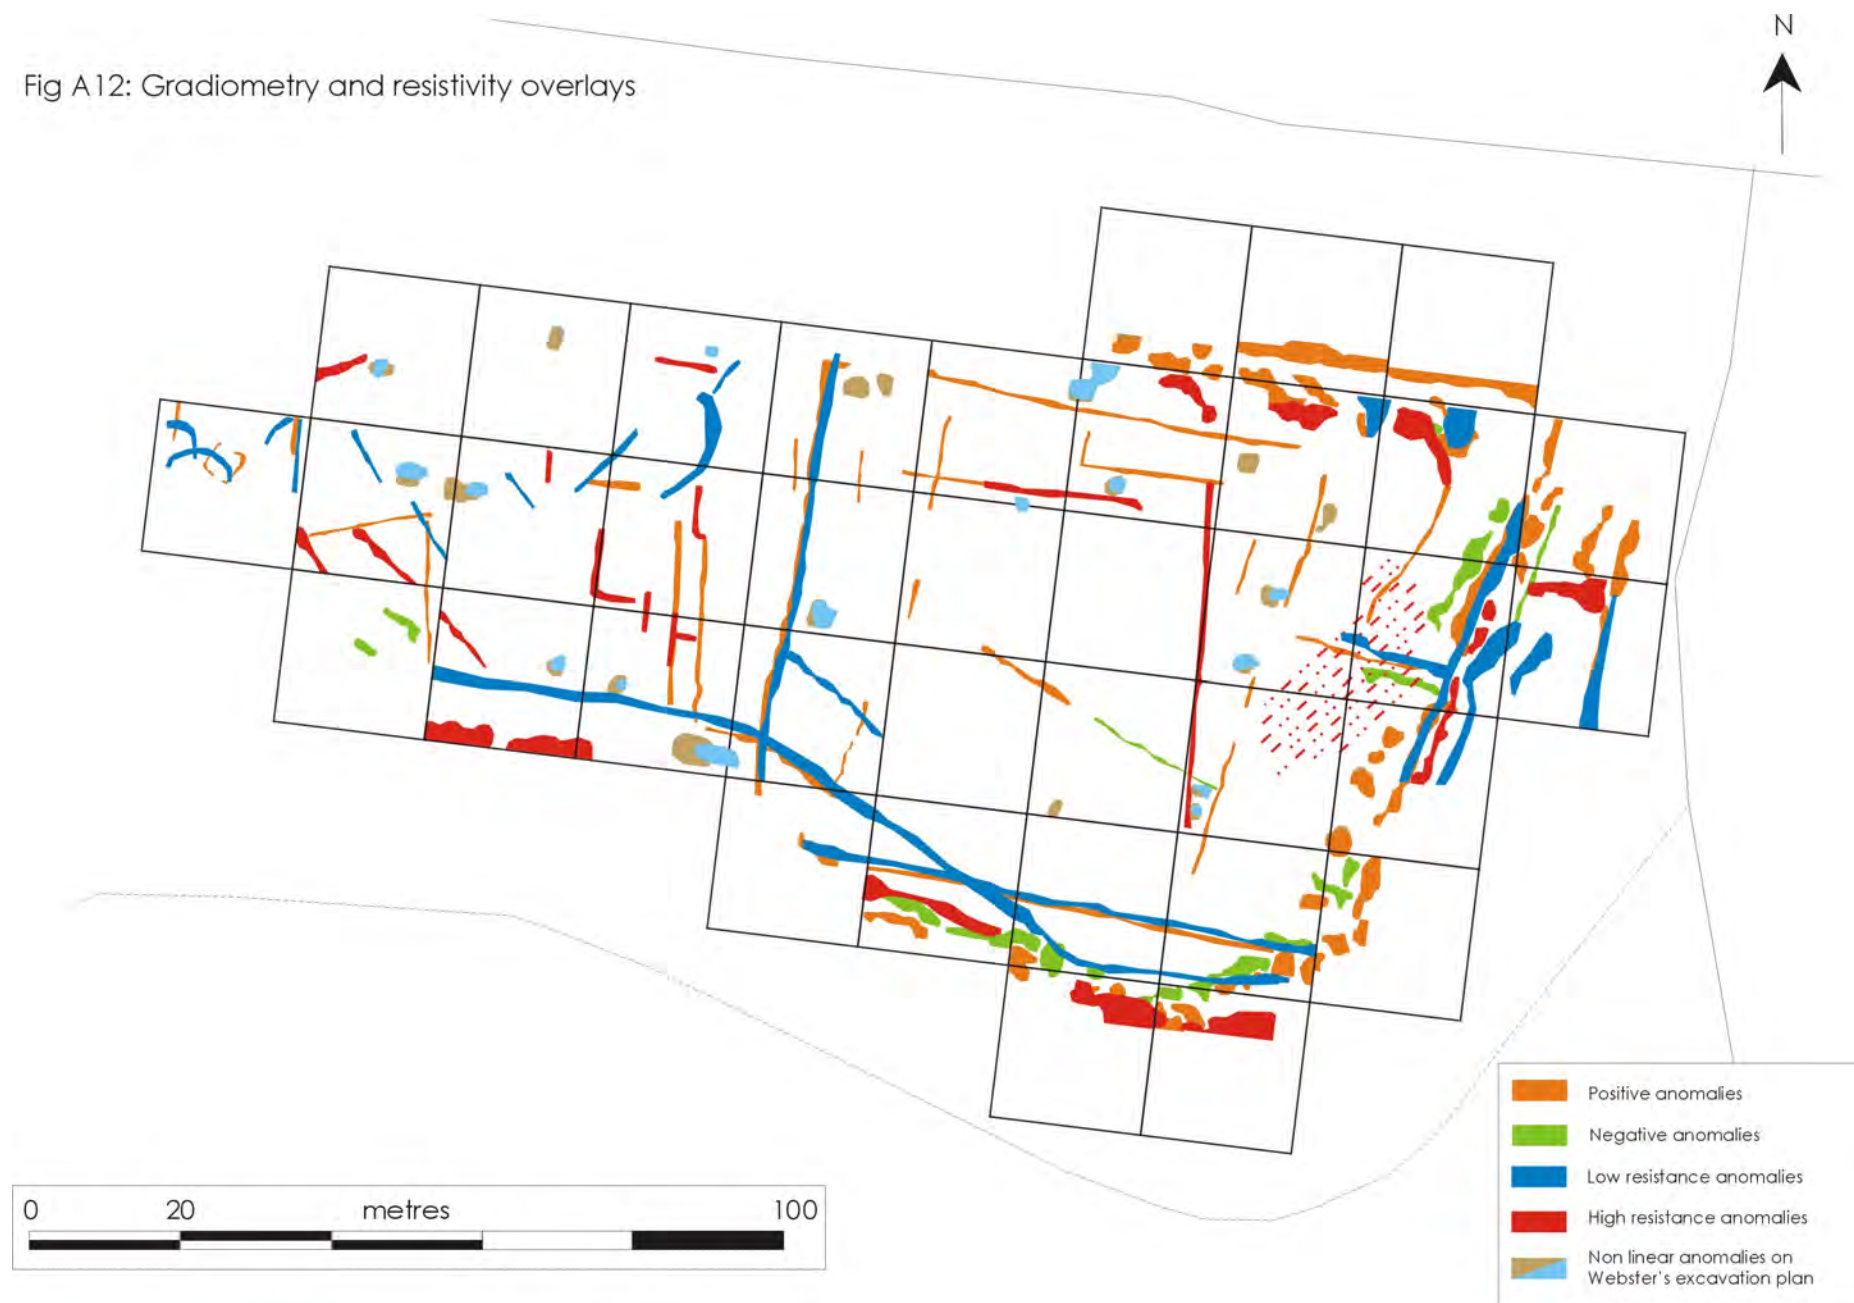 N
Fig A12: Gradiometry and resistivity overlays
Positive anomalies
Negative anomalies
Low resistance anomalies
High resistance anomalies
Non linear anomalies on
Webster's excavation plan
0 20 metres 100